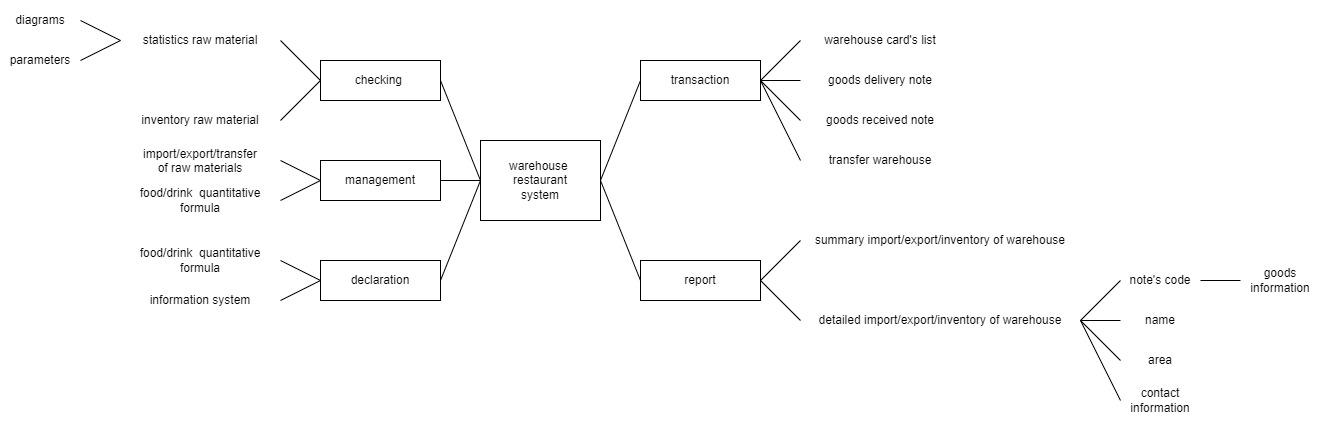 diagrams
parameters
statistics raw material
inventory raw material
checking
import/export/transfer
of raw materials
food/drink quantitative
formula
management
food/drink quantitative
formula
information system
declaration
warehouse
restaurant
system
transaction
warehouse card's list
goods delivery note
goods received note
transfer warehouse
report
summary import/export/inventory of warehouse
detailed import/export/inventory of warehouse
note's code
goods
information
name
area
contact
information